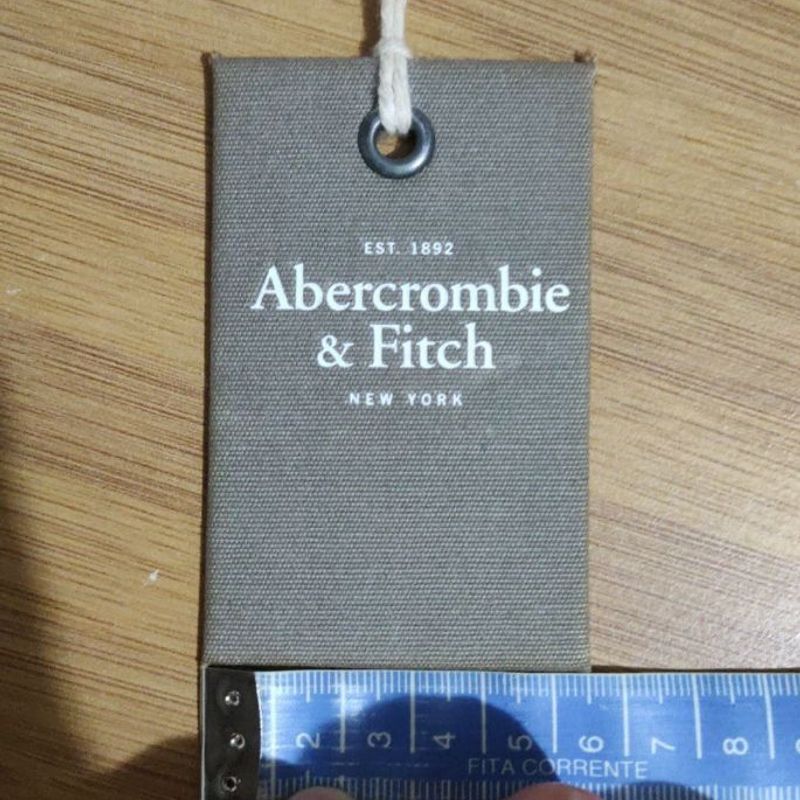 EST. 1892
Abercrombie
& Fitch
NEW YORK
2 3 4 5 6 7 8
FITA CORRENTE